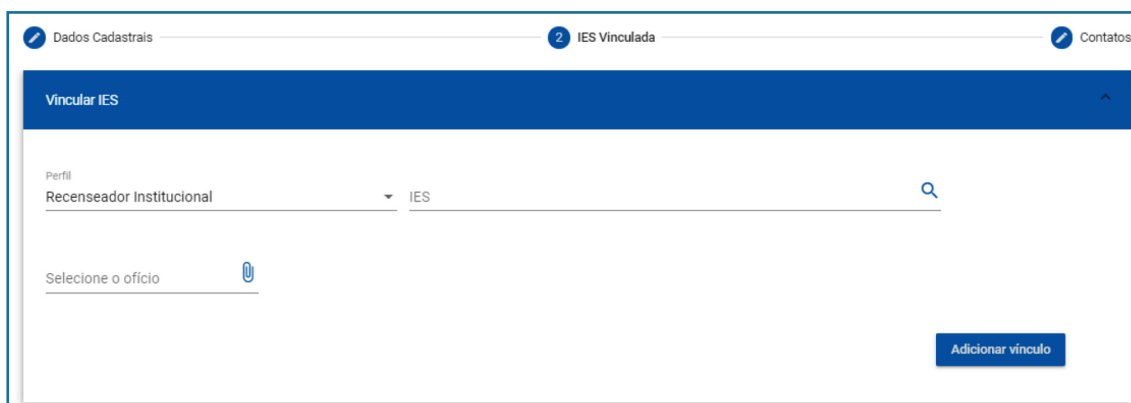 Dados Cadastrais
2 IES Vinculada
Contatos
Vincular IES
Perfil
Recenseador Institucional
IES
Selecione o ofício
Adicionar vínculo